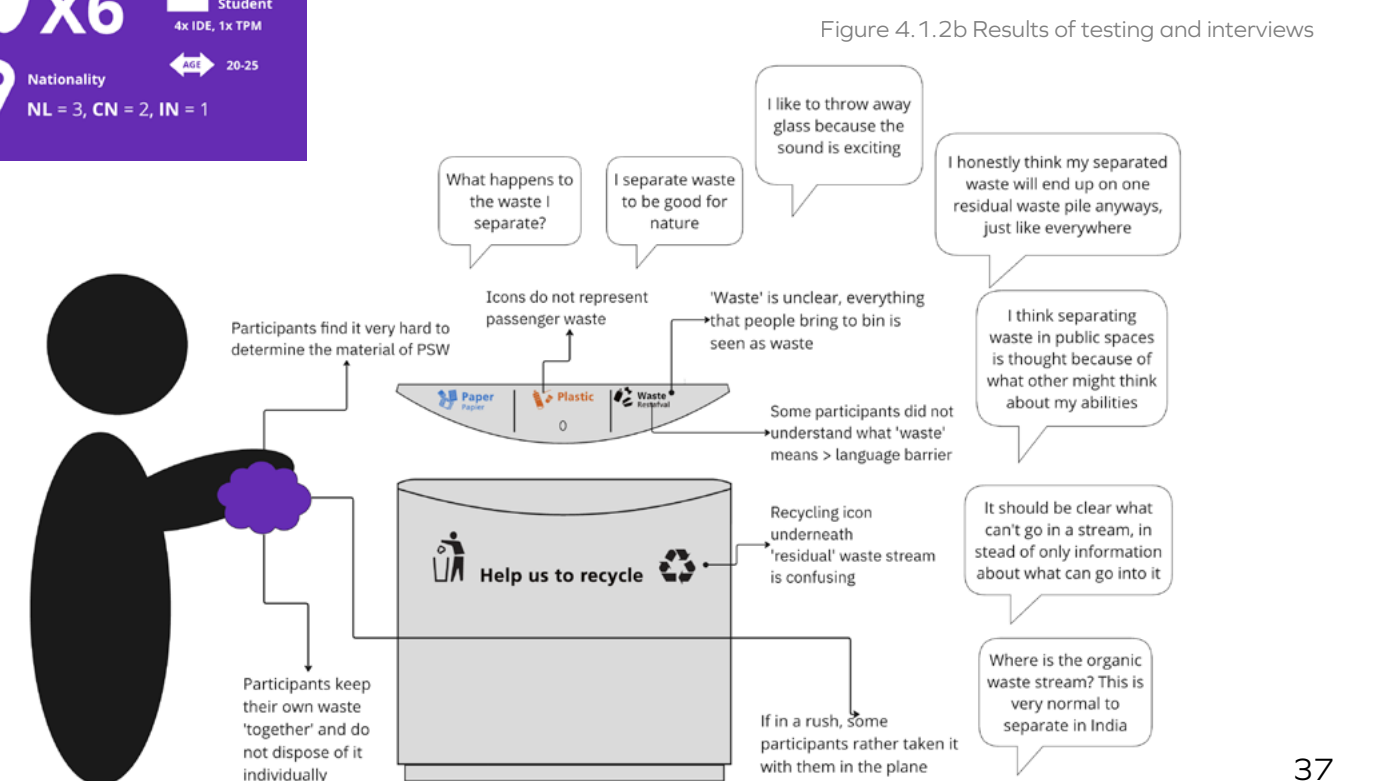 X6
Student
4x IDE, 1x TPM
AGE
20-25
Nationality
NL = 3, CN = 2, IN = 1
Figure 4.1.2b Results of testing and interviews
I like to throw away
glass because the
sound is exciting
What happens to
the waste I
separate?
I separate waste
to be good for
nature
I honestly think my separated
waste will end up on one
residual waste pile anyways,
just like everywhere
Icons do not represent
passenger waste
'Waste' is unclear, everything
that people bring to bin is
seen as waste
Participants find it very hard to
determine the material of PSW
I think separating
waste in public spaces
is thought because of
what other might think
about my abilities
Paper
Papier
Plastic
Waste
Restafval
Some participants did not
understand what 'waste'
means > language barrier
It should be clear what
can't go in a stream, in
stead of only information
about what can go into it
Recycling icon
underneath
'residual' waste stream
is confusing
Help us to recycle
Where is the organic
waste stream? This is
very normal to
separate in India
Participants keep
their own waste
'together' and do
not dispose of it
individually
If in a rush, some
participants rather taken it
with them in the plane
37